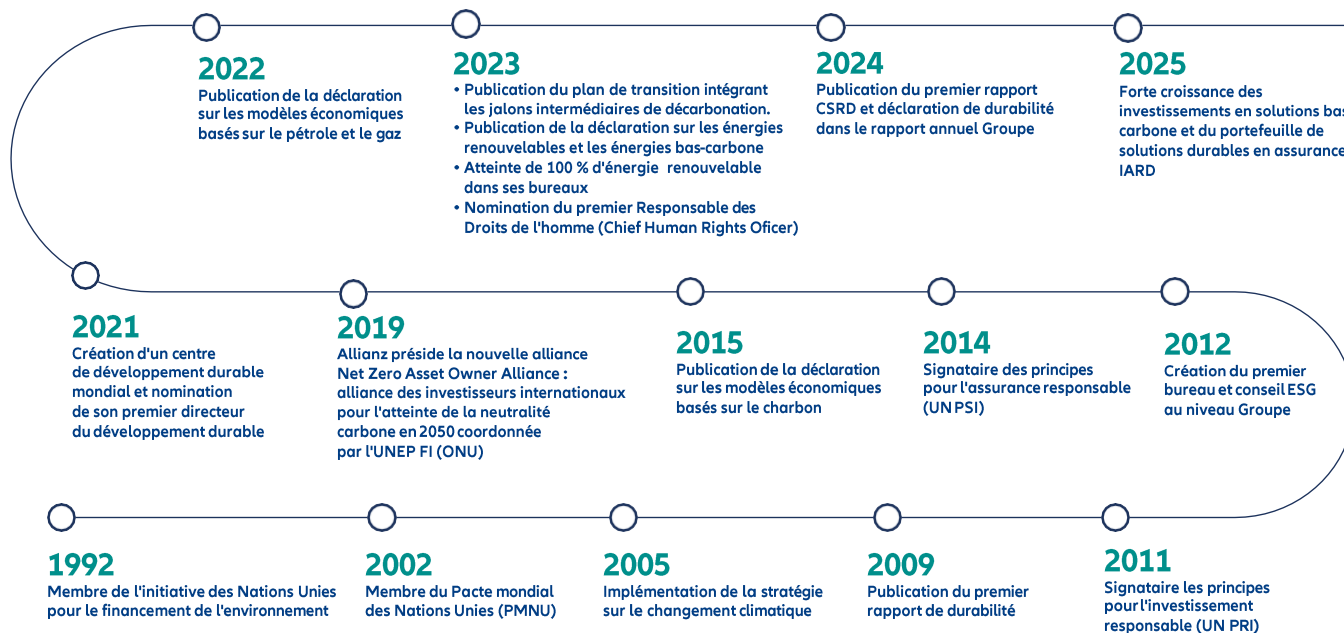 2022
Publication de la déclaration
sur les modèles économiques
basés sur le pétrole et le gaz
2023
• Publication du plan de transition intégrant
les jalons intermédiaires de décarbonation.
• Publication de la déclaration sur les énergies
renouvelables et les énergies bas-carbone
• Atteinte de 100 % d'énergie renouvelable
dans ses bureaux
• Nomination du premier Responsable des
Droits de l'homme (Chief Human Rights Oficer)
2024
Publication du premier rapport
CSRD et déclaration de durabilité
dans le rapport annuel Groupe
2025
Forte croissance des
investissements en solutions bas
carbone et du portefeuille de
solutions durables en assurance
IARD
2021
Création d'un centre
de développement durable
mondial et nomination
de son premier directeur
du développement durable
2019
Allianz préside la nouvelle alliance
Net Zero Asset Owner Alliance :
alliance des investisseurs internationaux
pour l'atteinte de la neutralité
carbone en 2050 coordonnée
par l'UNEP FI (ONU)
2015
Publication de la déclaration
sur les modèles économiques
basés sur le charbon
2014
Signataire des principes
pour l'assurance responsable
(UN PSI)
2012
Création du premier
bureau et conseil ESG
au niveau Groupe
1992
Membre de l'initiative des Nations Unies
pour le financement de l'environnement
2002
Membre du Pacte mondial
des Nations Unies (PMNU)
2005
Implémentation de la stratégie
sur le changement climatique
2009
Publication du premier
rapport de durabilité
2011
Signataire les principes
pour l'investissement
responsable (UN PRI)